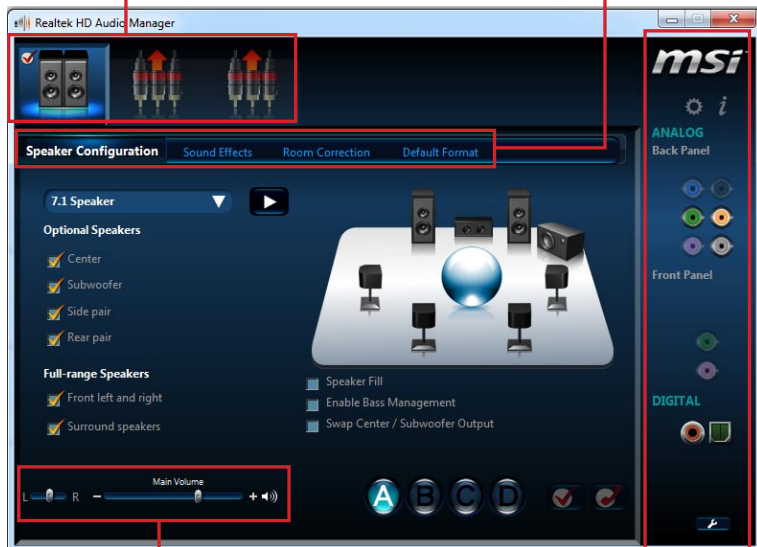 Realtek HD Audio Manager
msi
i
ANALOG
Back Panel
Speaker Configuration Sound Effects Room Correction Default Format
7.1 Speaker
Optional Speakers
Center
Subwoofer
Side pair
Rear pair
Front Panel
Full-range Speakers
Front left and right
Surround speakers
Speaker Fill
Enable Bass Management
Swap Center / Subwoofer Output
DIGITAL
Main Volume
L R - +
A B C D